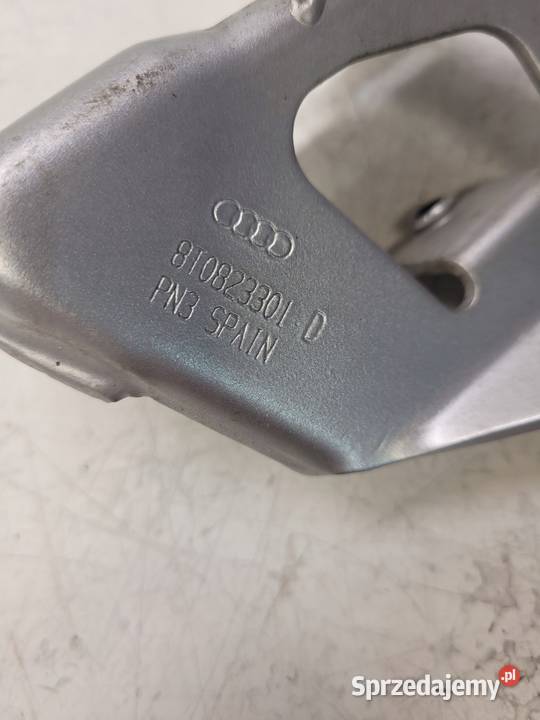 8T0823301 D
PN3 SPAIN
Sprzedajemy.pl